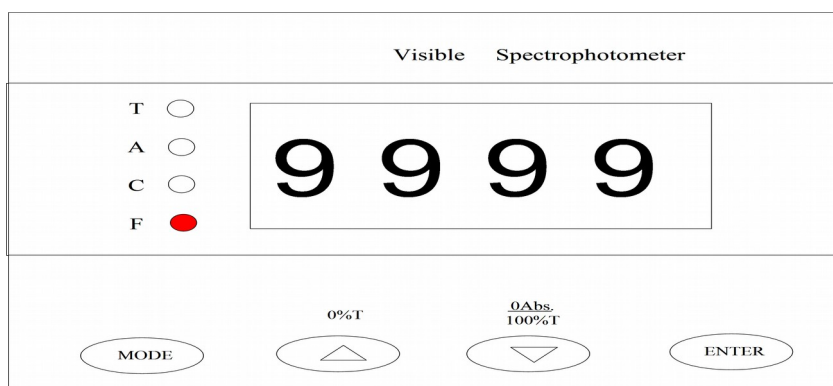 Visible Spectrophotometer
T
A
C
F
9999
0%T
0Abs.
100%T
MODE
ENTER